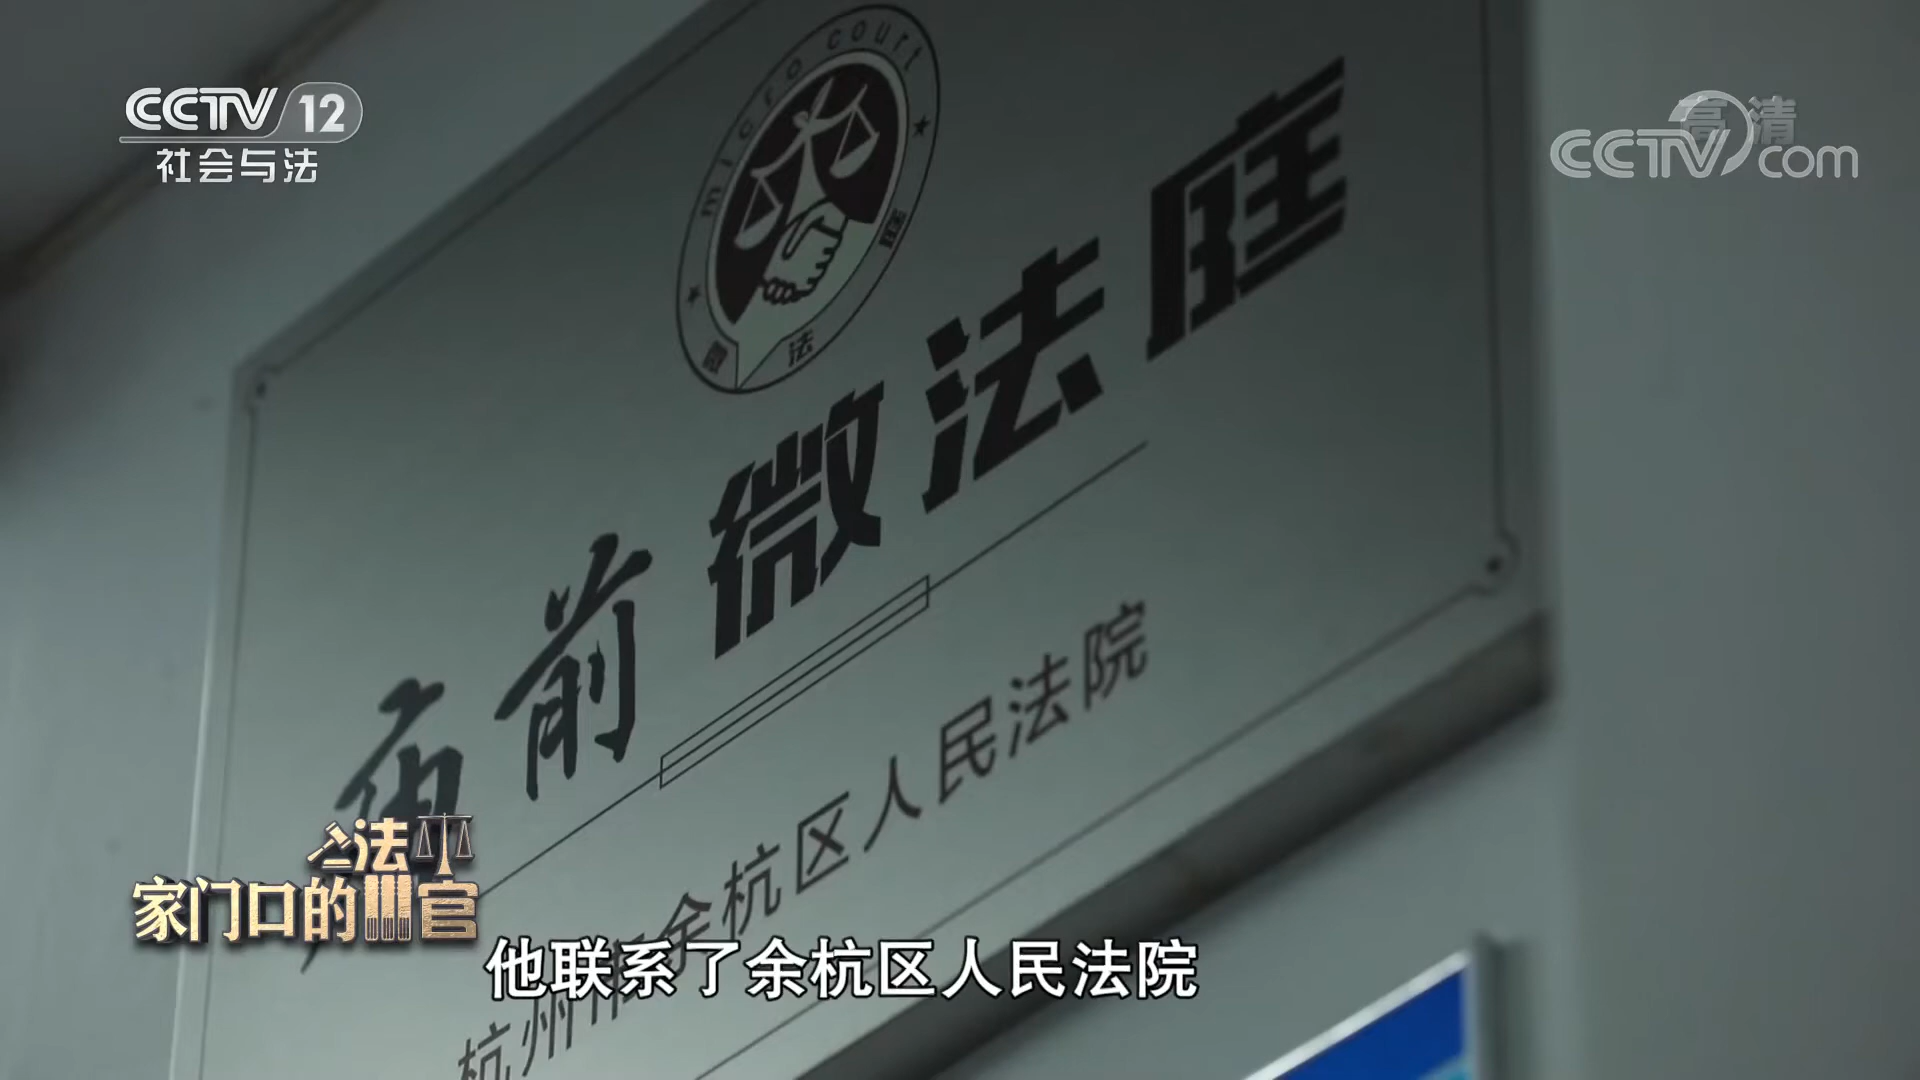 CCTV 12
社会与法
高清
CCTV com
micro court
微法庭
雨前微法庭
杭州市余杭区人民法院
家门口的法官
他联系了余杭区人民法院